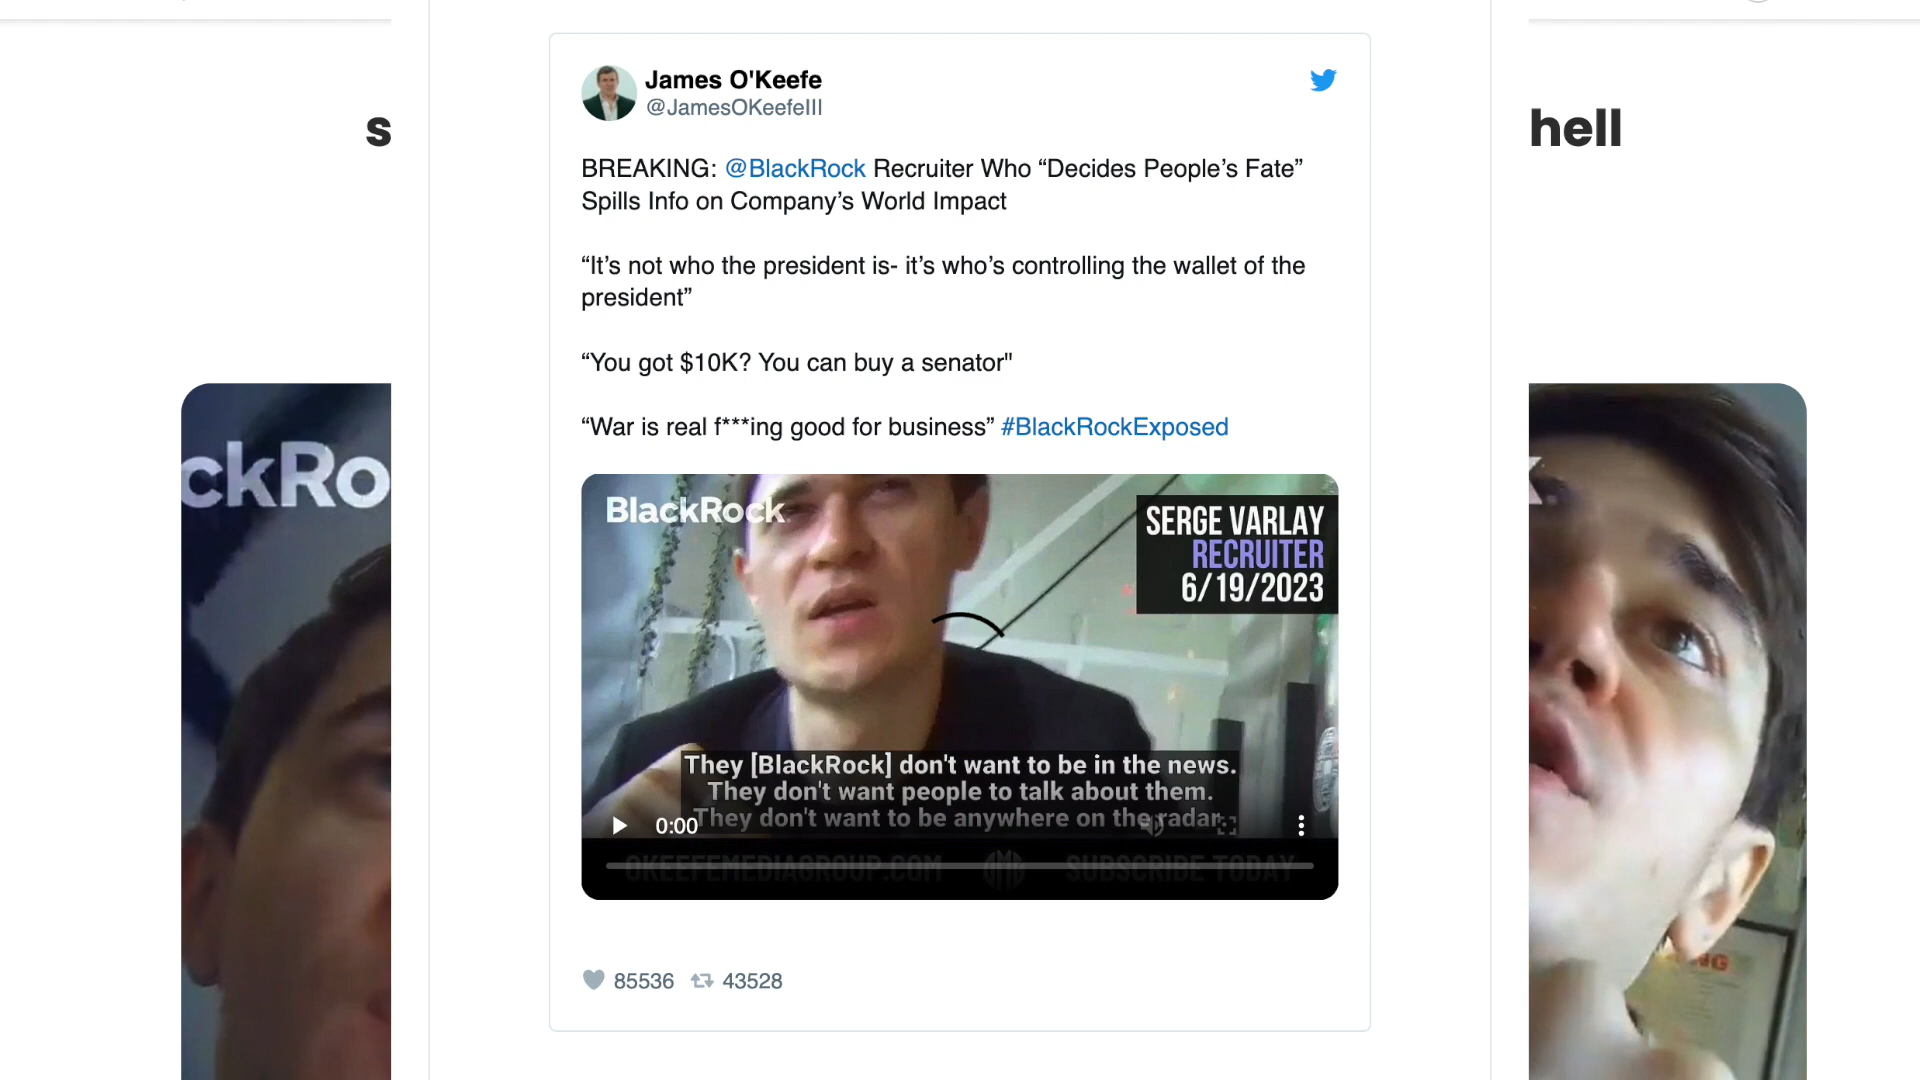 s
hell
James O'Keefe
@JamesOKeefeIII
BREAKING: @BlackRock Recruiter Who “Decides People’s Fate”
Spills Info on Company’s World Impact
“It’s not who the president is- it’s who’s controlling the wallet of the
president”
“You got $10K? You can buy a senator"
“War is real f***ing good for business” #BlackRockExposed
ckRo
BlackRock
SERGE VARLAY
RECRUITER
6/19/2023
They [BlackRock] don't want to be in the news.
They don't want people to talk about them.
They don't want to be anywhere on the radar.
0:00
OKEEFEMEDIAGROUP.COM SUBSCRIBE TODAY
85536 43528